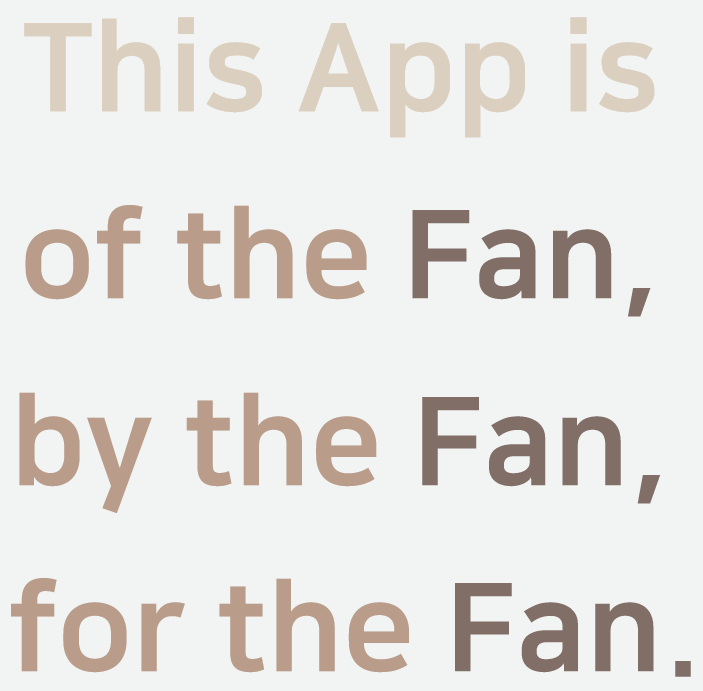 This App is
of the Fan,
by the Fan,
for the Fan.